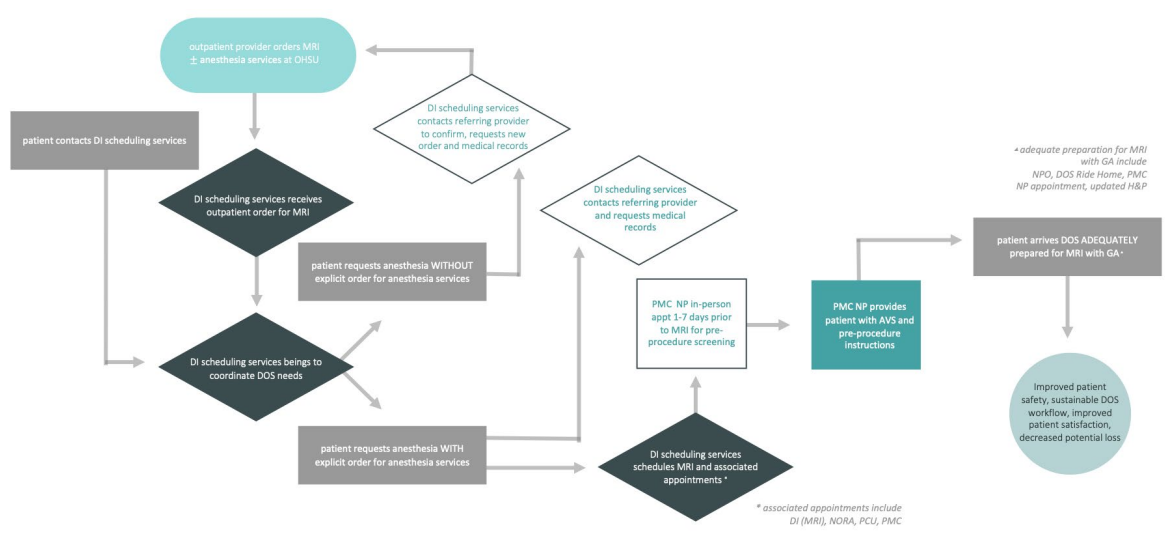 outpatient provider orders MRI
± anesthesia services at OHSU
patient contacts DI scheduling services
DI scheduling services
contacts referring provider
to confirm, requests new
order and medical records
DI scheduling services receives
outpatient order for MRI
patient requests anesthesia WITHOUT
explicit order for anesthesia services
DI scheduling services
contacts referring provider
and requests medical
records
DI scheduling services beings to
coordinate DOS needs
patient requests anesthesia WITH
explicit order for anesthesia services
DI scheduling services
schedules MRI and associated
appointments *
* associated appointments include
DI (MRI), NORA, PCU, PMC
PMC NP in-person
appt 1-7 days prior
to MRI for pre-
procedure screening
PMC NP provides
patient with AVS and
pre-procedure
instructions
▵ adequate preparation for MRI
with GA include
NPO, DOS Ride Home, PMC
NP appointment, updated H&P
patient arrives DOS ADEQUATELY
prepared for MRI with GA ▵
Improved patient
safety, sustainable DOS
workflow, improved
patient satisfaction,
decreased potential loss